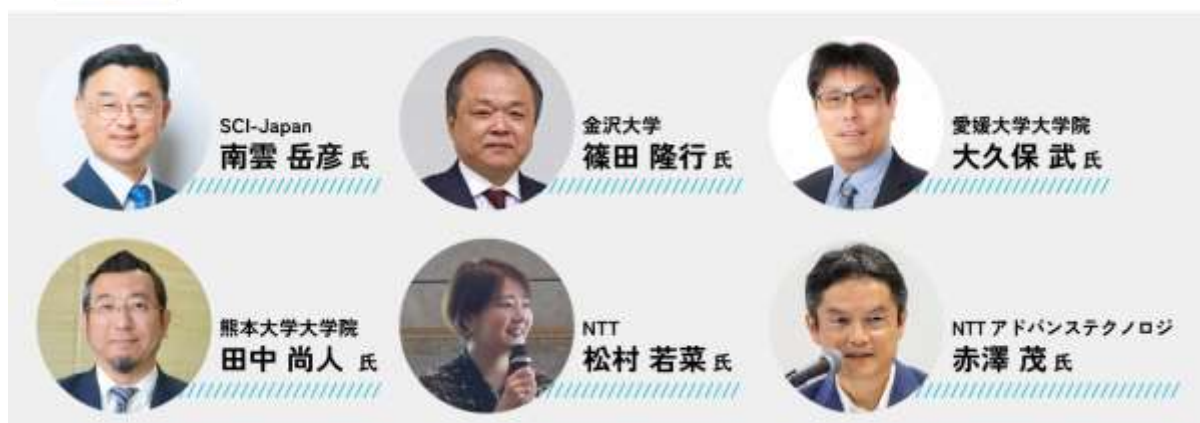 SCI-Japan
南雲 岳彦 氏
金沢大学
篠田 隆行 氏
愛媛大学大学院
大久保 武 氏
熊本大学大学院
田中 尚人 氏
NTT
松村 若菜 氏
NTT アドバンステクノロジ
赤澤 茂 氏